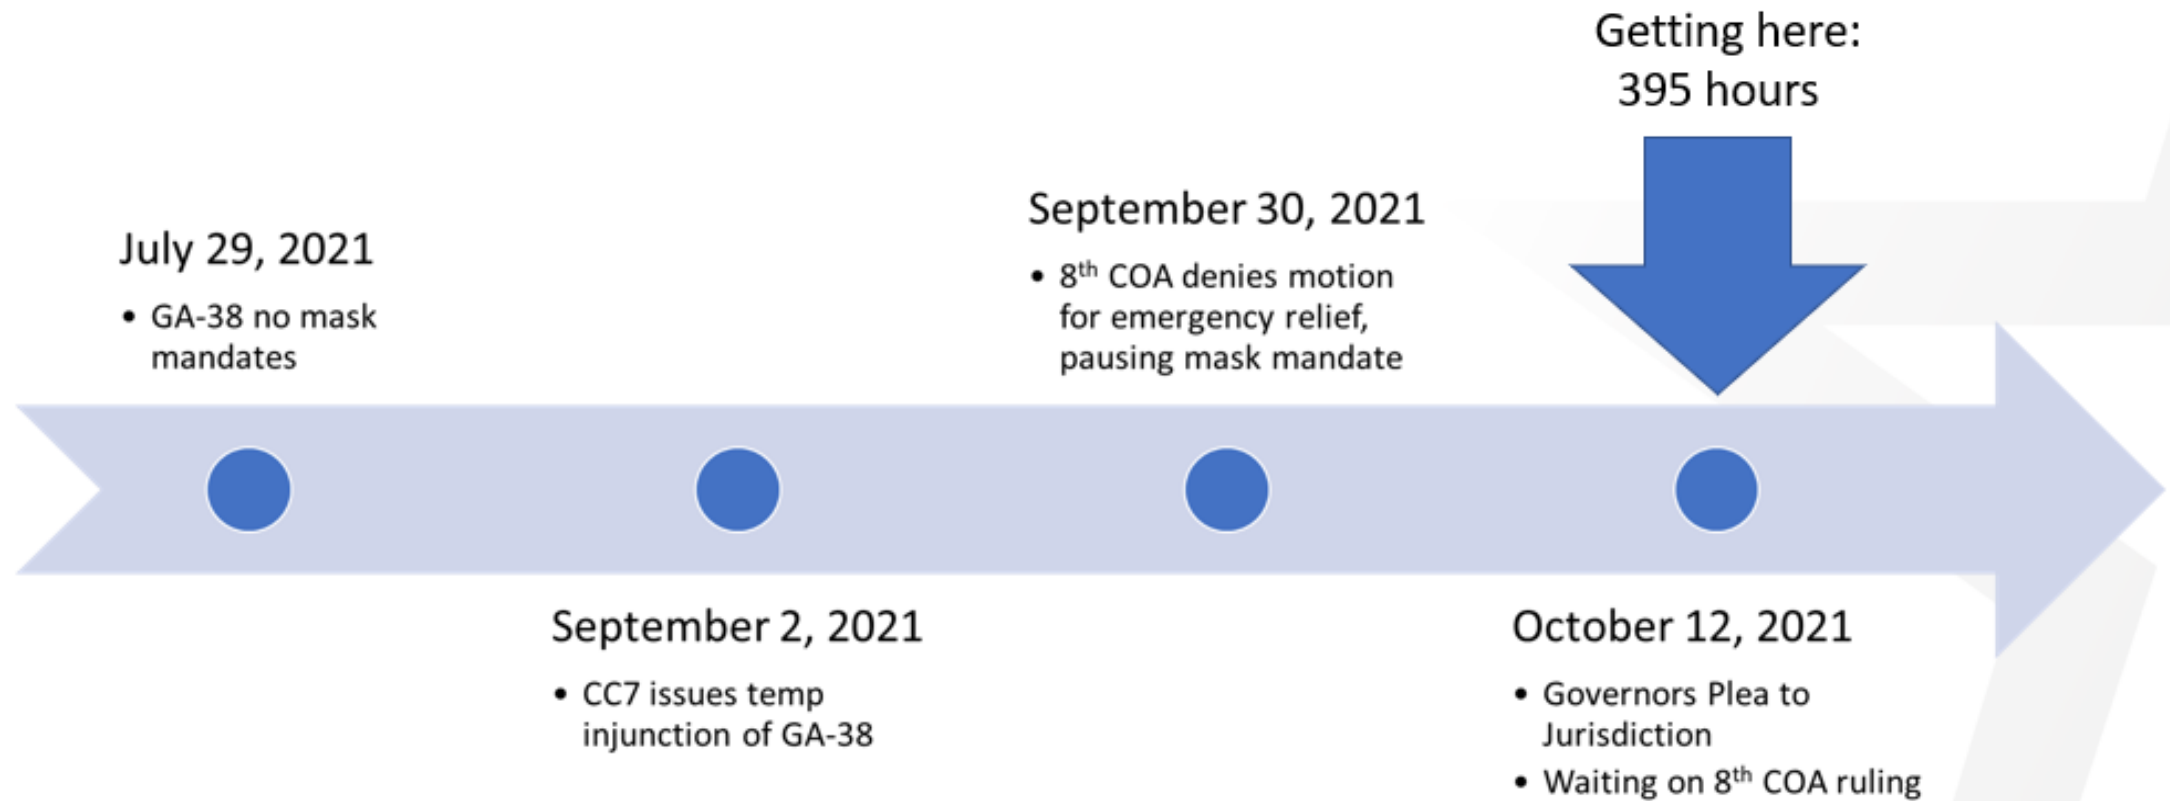 Getting here:
395 hours
July 29, 2021
• GA-38 no mask
mandates
September 2, 2021
• CC7 issues temp
injunction of GA-38
September 30, 2021
• 8th COA denies motion
for emergency relief,
pausing mask mandate
October 12, 2021
• Governors Plea to
Jurisdiction
• Waiting on 8th COA ruling